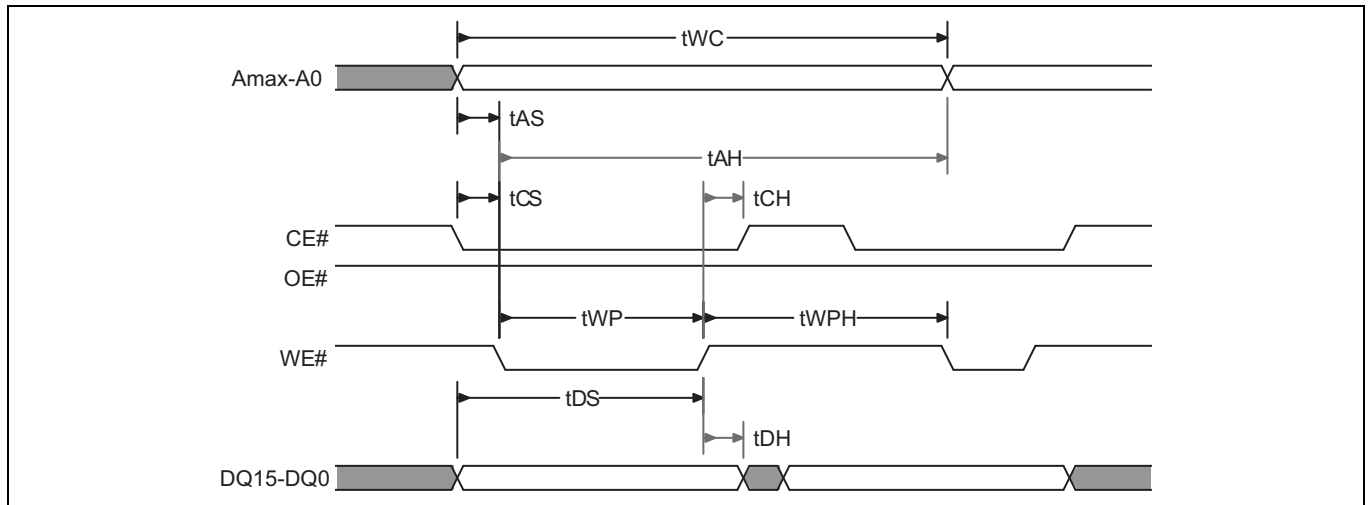 tWC
Amax-A0
tAS
tAH
tCS
tCH
CE#
OE#
tWP
tWPH
WE#
tDS
tDH
DQ15-DQ0